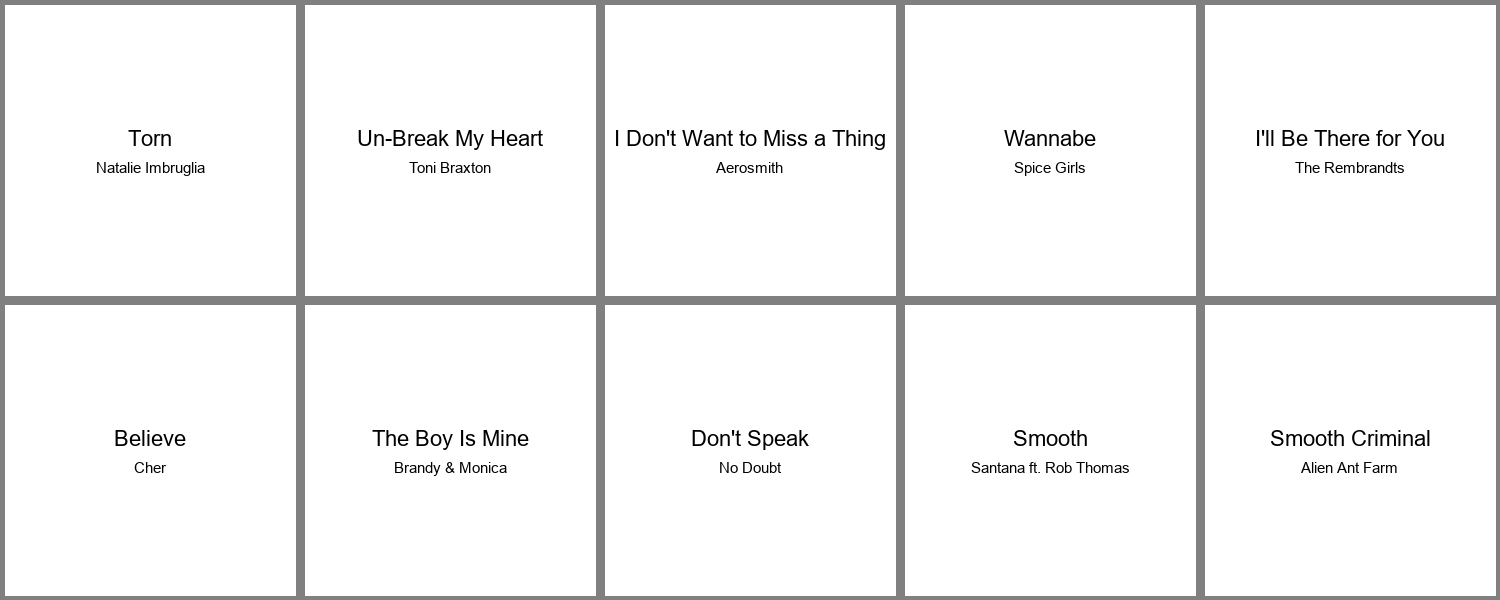 Torn
Natalie Imbruglia
Un-Break My Heart
Toni Braxton
I Don't Want to Miss a Thing
Aerosmith
Wannabe
Spice Girls
I'll Be There for You
The Rembrandts
Believe
Cher
The Boy Is Mine
Brandy & Monica
Don't Speak
No Doubt
Smooth
Santana ft. Rob Thomas
Smooth Criminal
Alien Ant Farm